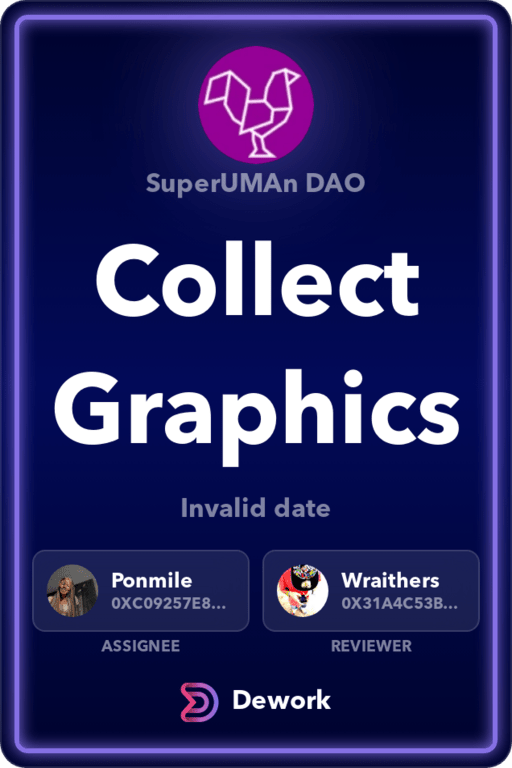 SuperUMAn DAO
Collect
Graphics
Invalid date
Ponmile
0XC09257E8...
ASSIGNEE
Wraithers
0X31A4C53B...
REVIEWER
Dework